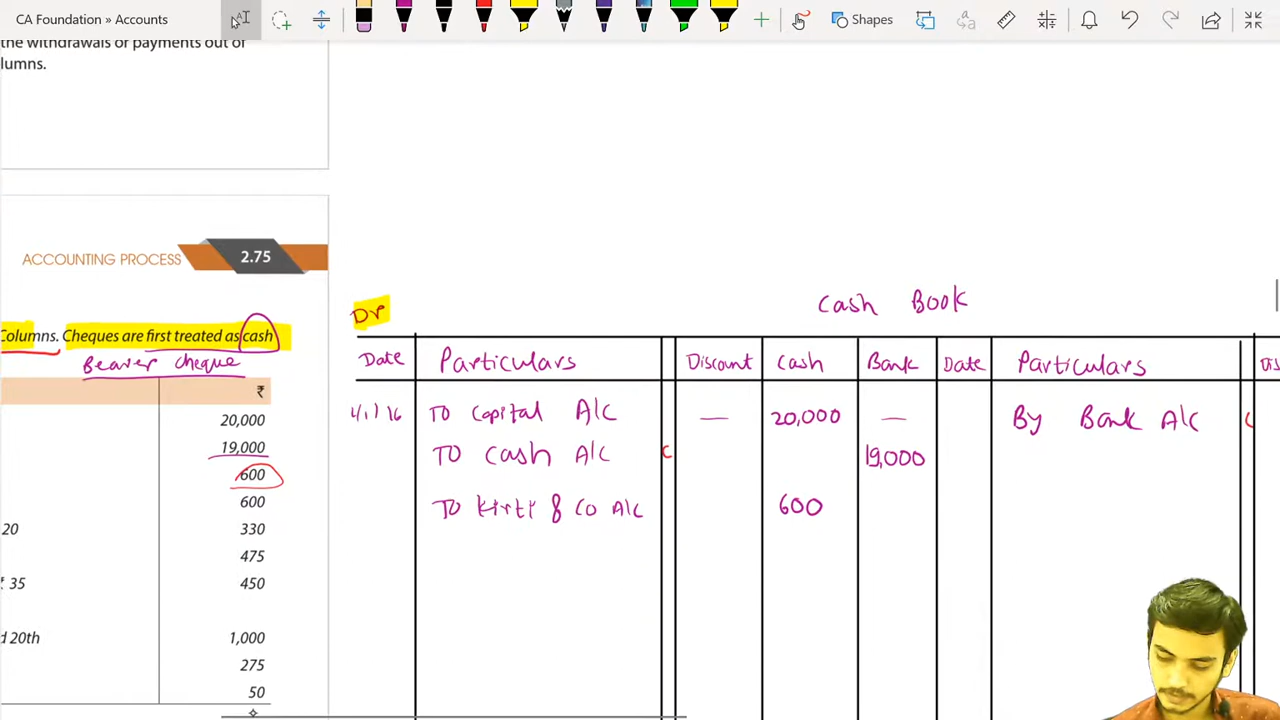 CA Foundation » Accounts
Shapes
the withdrawals or payments out of
lumns.
ACCOUNTING PROCESS 2.75
Columns. Cheques are first treated as cash
Bearer cheque
₹
20,000
19,000
600
600
20 330
475
₹ 35 450
d 20th 1,000
275
50
Cash Book
Dr
Date Particulars Discount Cash Bank Date Particulars Dis
1/1/16 To Capital A/c — 20,000 — By Bank A/c C
To Cash A/c C 19,000
To Kirti & Co A/c 600